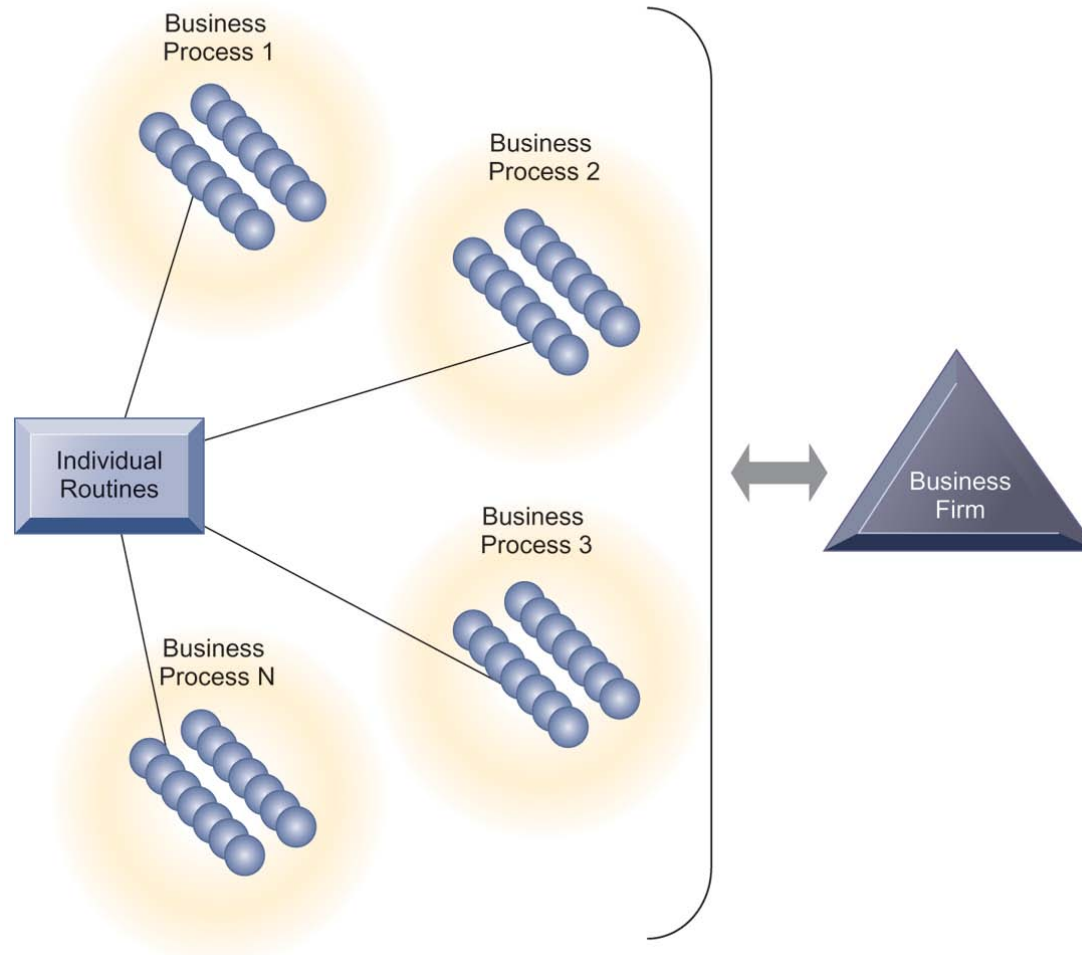 Business
Process 1
Business
Process 2
Individual
Routines
Business
Firm
Business
Process 3
Business
Process N